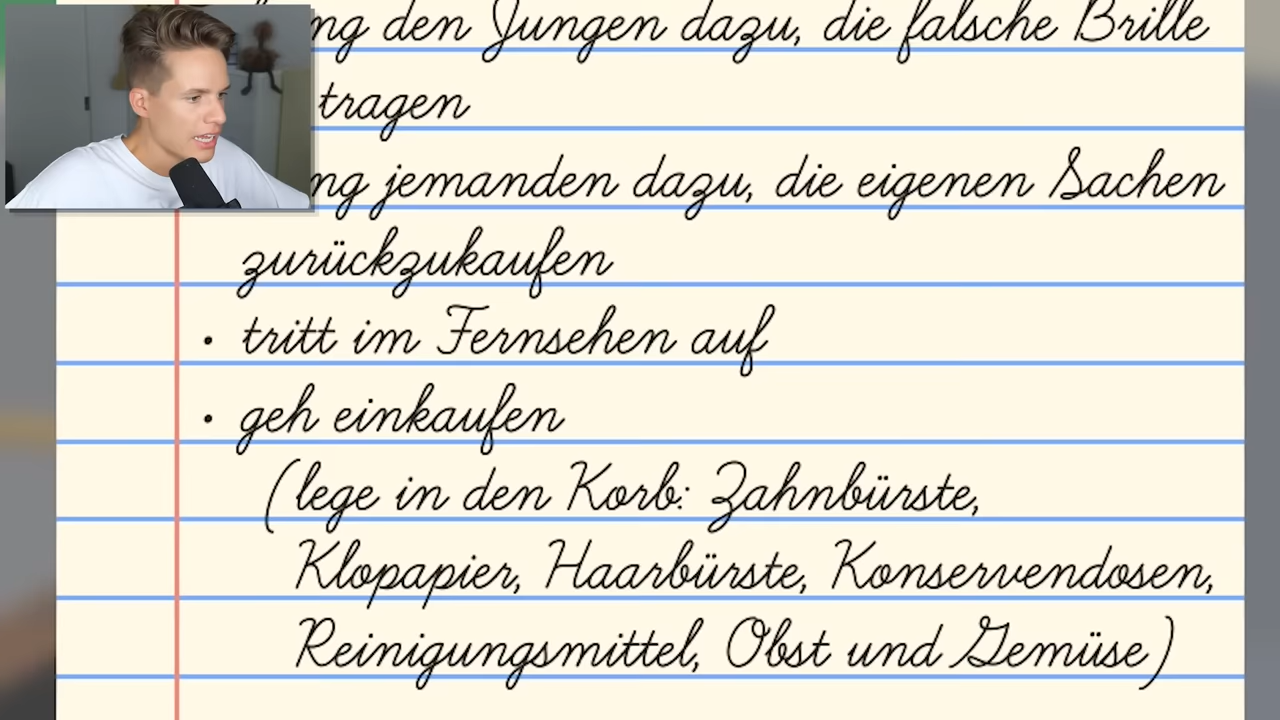 den Jungen dazu, die falsche Brille
tragen
jemanden dazu, die eigenen Sachen
zurückzukaufen
• tritt im Fernsehen auf
• geh einkaufen
(lege in den Korb: Zahnbürste,
Klopapier, Haarbürste, Konservendosen,
Reinigungsmittel, Obst und Gemüse)